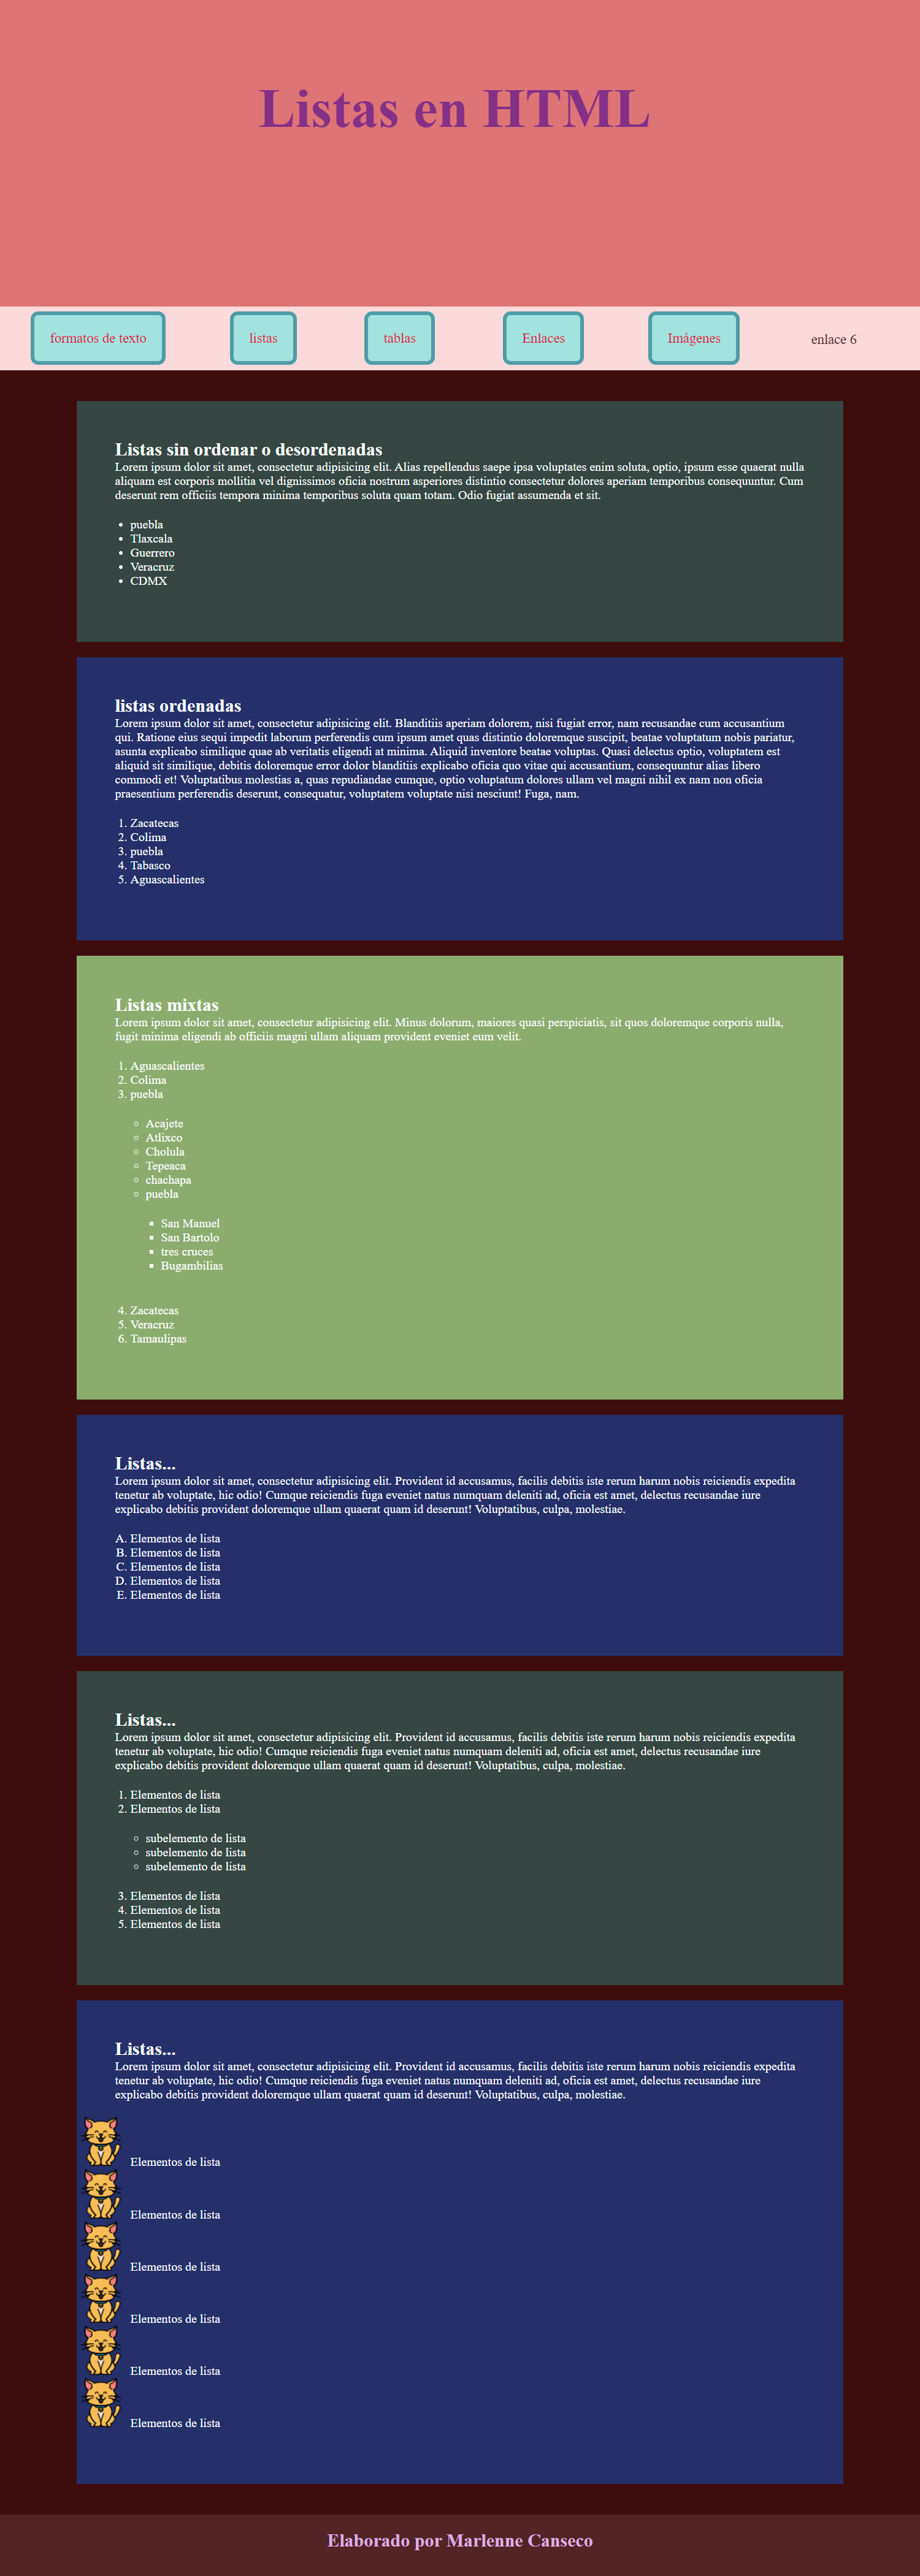 Listas en HTML
formatos de texto
listas
tablas
Enlaces
Imágenes
enlace 6
Listas sin ordenar o desordenadas
Lorem ipsum dolor sit amet, consectetur adipisicing elit. Alias repellendus saepe ipsa voluptates enim soluta, optio, ipsum esse quaerat nulla
aliquam est corporis mollitia vel dignissimos oficia nostrum asperiores distintio consectetur dolores aperiam temporibus consequuntur. Cum
deserunt rem officiis tempora minima temporibus soluta quam totam. Odio fugiat assumenda et sit.
• puebla
• Tlaxcala
• Guerrero
• Veracruz
• CDMX
listas ordenadas
Lorem ipsum dolor sit amet, consectetur adipisicing elit. Blanditiis aperiam dolorem, nisi fugiat error, nam recusandae cum accusantium
qui. Ratione eius sequi impedit laborum perferendis cum ipsum amet quas distintio doloremque suscipit, beatae voluptatum nobis pariatur,
asunta explicabo similique quae ab veritatis eligendi at minima. Aliquid inventore beatae voluptas. Quasi delectus optio, voluptatem est
aliquid sit similique, debitis doloremque error dolor blanditiis explicabo oficia quo vitae qui accusantium, consequuntur alias libero
commodi et! Voluptatibus molestias a, quas repudiandae cumque, optio voluptatum dolores ullam vel magni nihil ex nam non oficia
praesentium perferendis deserunt, consequatur, voluptatem voluptate nisi nesciunt! Fuga, nam.
1. Zacatecas
2. Colima
3. puebla
4. Tabasco
5. Aguascalientes
Listas mixtas
Lorem ipsum dolor sit amet, consectetur adipisicing elit. Minus dolorum, maiores quasi perspiciatis, sit quos doloremque corporis nulla,
fugit minima eligendi ab officiis magni ullam aliquam provident eveniet eum velit.
1. Aguascalientes
2. Colima
3. puebla
◦ Acajete
◦ Atlixco
◦ Cholula
◦ Tepeaca
◦ chachapa
◦ puebla
▪ San Manuel
▪ San Bartolo
▪ tres cruces
▪ Bugambilias
4. Zacatecas
5. Veracruz
6. Tamaulipas
Listas...
Lorem ipsum dolor sit amet, consectetur adipisicing elit. Provident id accusamus, facilis debitis iste rerum harum nobis reiciendis expedita
tenetur ab voluptate, hic odio! Cumque reiciendis fuga eveniet natus numquam deleniti ad, oficia est amet, delectus recusandae iure
explicabo debitis provident doloremque ullam quaerat quam id deserunt! Voluptatibus, culpa, molestiae.
A. Elementos de lista
B. Elementos de lista
C. Elementos de lista
D. Elementos de lista
E. Elementos de lista
Listas...
Lorem ipsum dolor sit amet, consectetur adipisicing elit. Provident id accusamus, facilis debitis iste rerum harum nobis reiciendis expedita
tenetur ab voluptate, hic odio! Cumque reiciendis fuga eveniet natus numquam deleniti ad, oficia est amet, delectus recusandae iure
explicabo debitis provident doloremque ullam quaerat quam id deserunt! Voluptatibus, culpa, molestiae.
1. Elementos de lista
2. Elementos de lista
◦ subelemento de lista
◦ subelemento de lista
◦ subelemento de lista
3. Elementos de lista
4. Elementos de lista
5. Elementos de lista
Listas...
Lorem ipsum dolor sit amet, consectetur adipisicing elit. Provident id accusamus, facilis debitis iste rerum harum nobis reiciendis expedita
tenetur ab voluptate, hic odio! Cumque reiciendis fuga eveniet natus numquam deleniti ad, oficia est amet, delectus recusandae iure
explicabo debitis provident doloremque ullam quaerat quam id deserunt! Voluptatibus, culpa, molestiae.
Elementos de lista
Elementos de lista
Elementos de lista
Elementos de lista
Elementos de lista
Elementos de lista
Elaborado por Marlenne Canseco